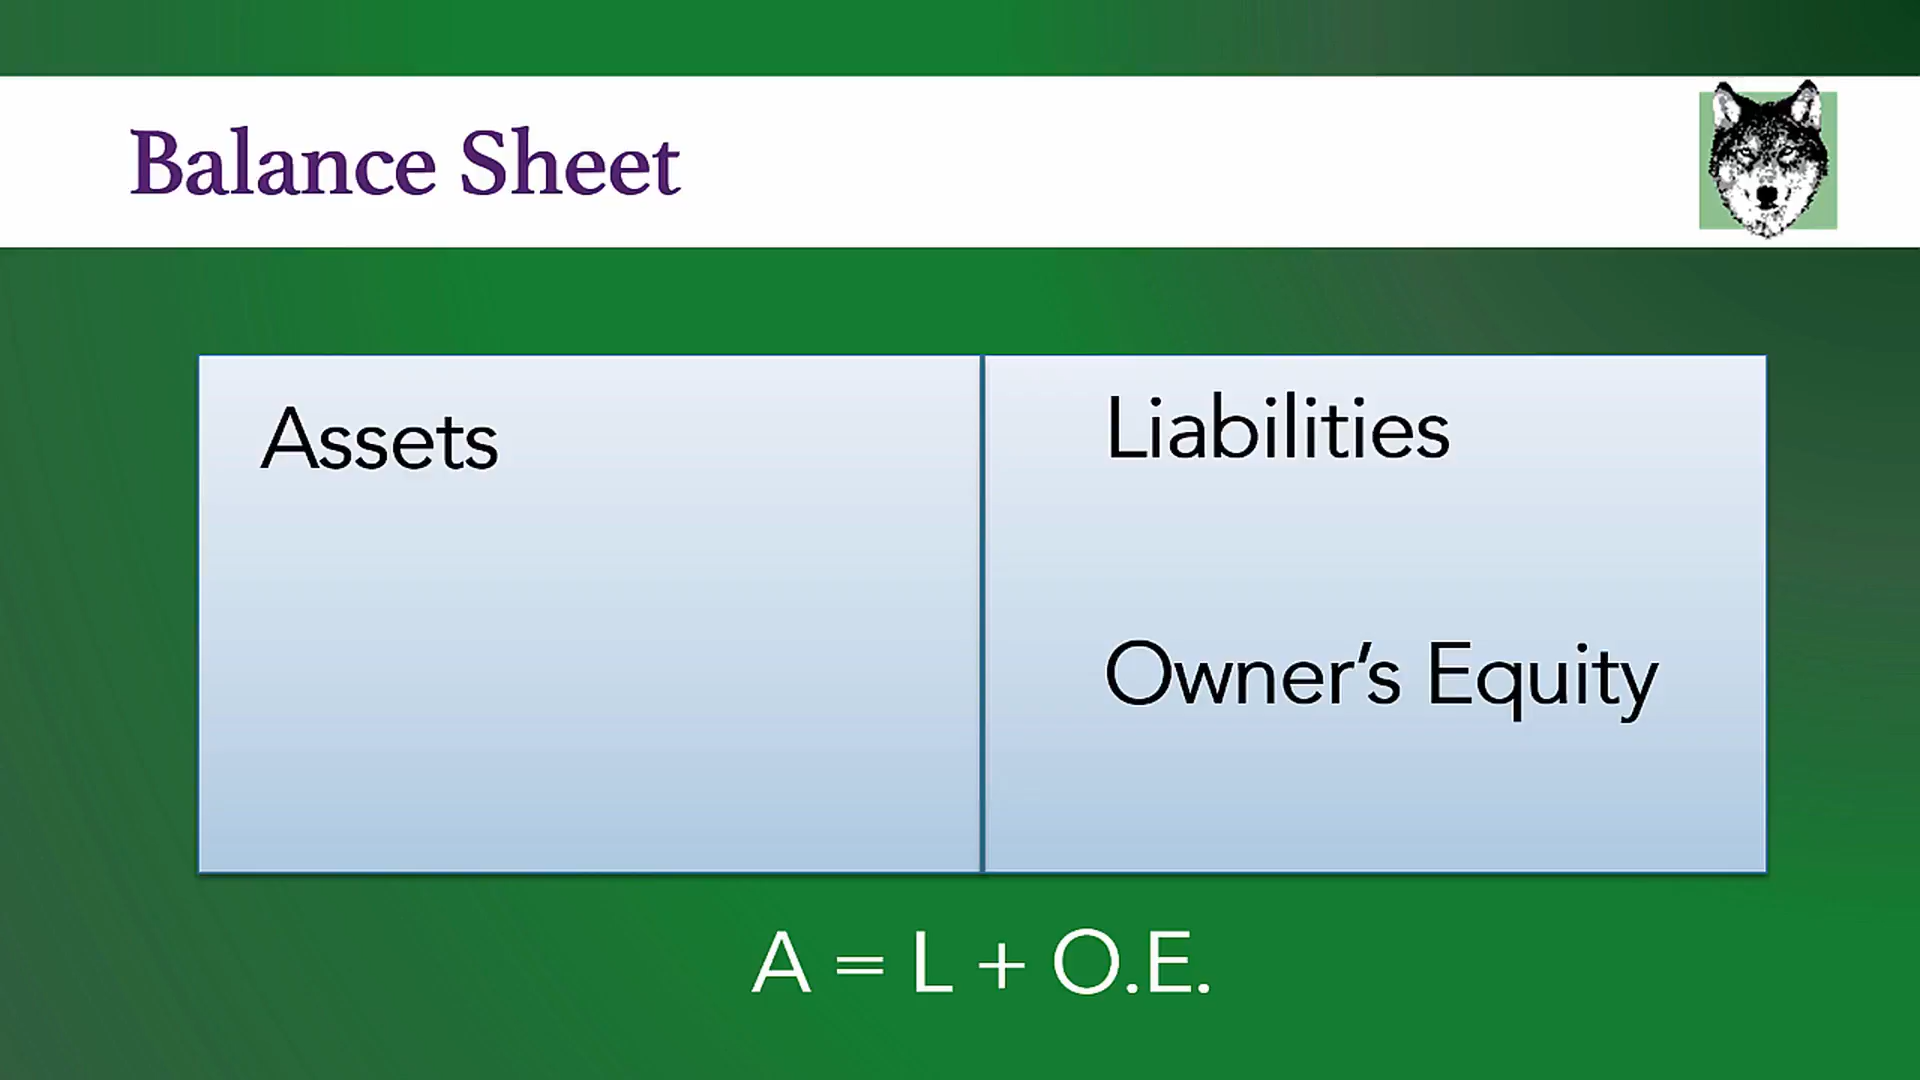 Balance Sheet
Assets
Liabilities
Owner’s Equity
A = L + O.E.